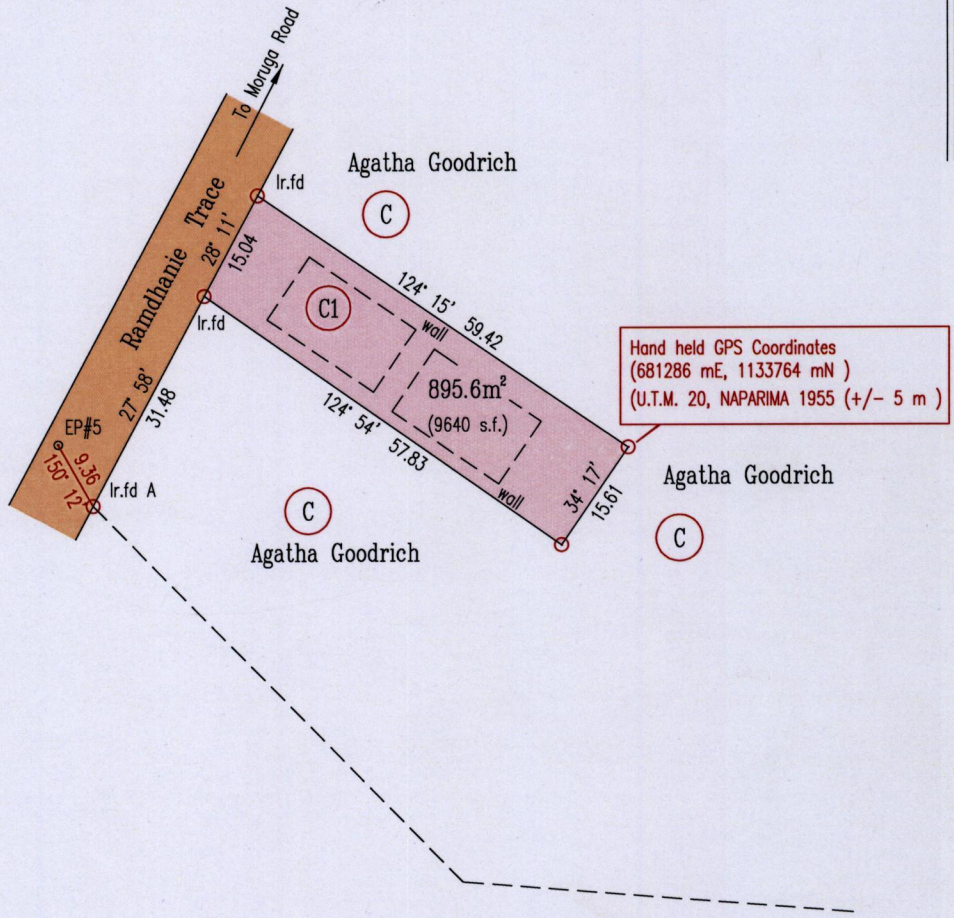 To Moruga Road
Agatha Goodrich
Ir.fd
C
Ramdhanie Trace
28° 11'
15.04
C1
124° 15' 59.42
wall
Ir.fd
Hand held GPS Coordinates
(681286 mE, 1133764 mN )
(U.T.M. 20, NAPARIMA 1955 (+/- 5 m )
895.6m²
(9640 s.f.)
27° 58'
31.48
124° 54' 57.83
wall
EP#5
9.36
150° 12'
Ir.fd A
34° 17'
15.61
Agatha Goodrich
C
C
Agatha Goodrich